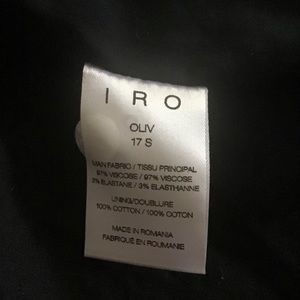 IRO
OLIV
17 S
MAIN FABRIC / TISSU PRINCIPAL
97% VISCOSE / 97% VISCOSE
3% ELASTANE / 3% ELASTHANNE
LINING/DOUBLURE
100% COTTON / 100% COTON
MADE IN ROMANIA
FABRIQUÉ EN ROUMANIE